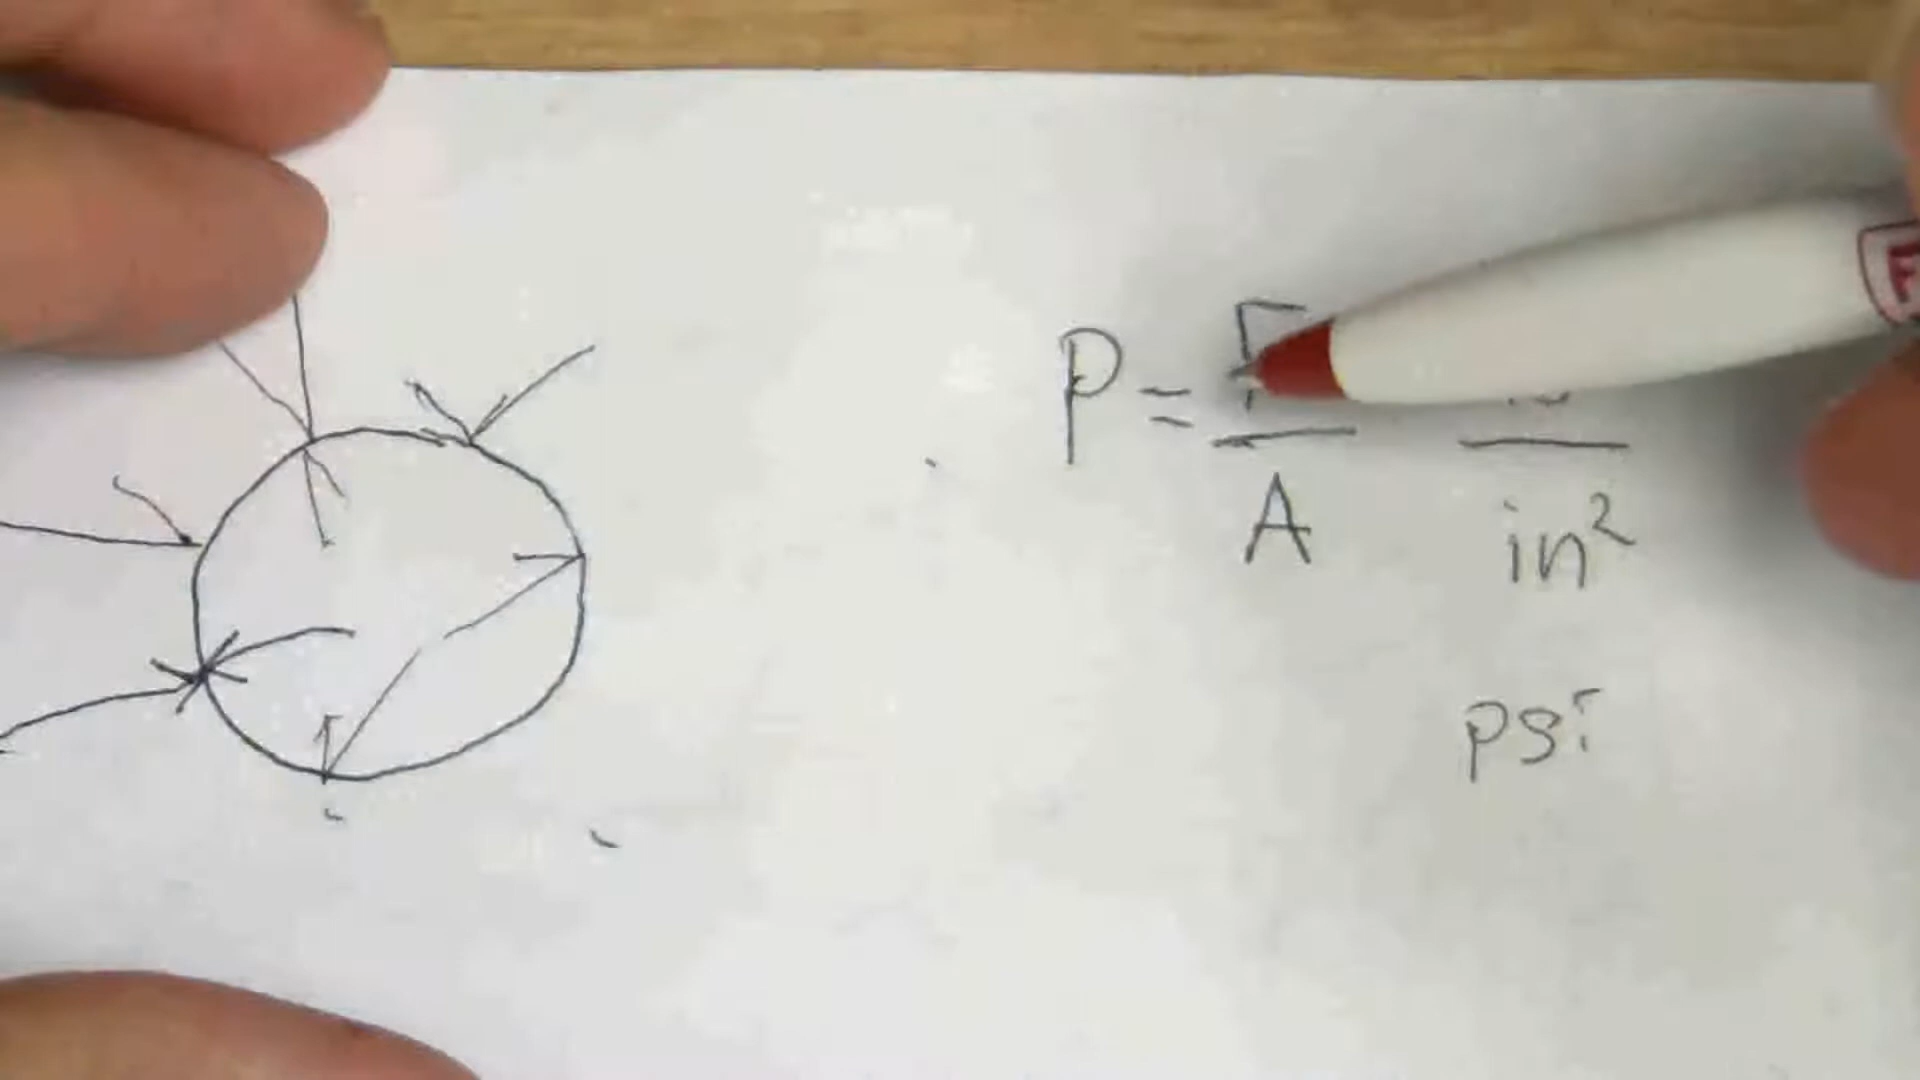 P = F/A
in²
psi